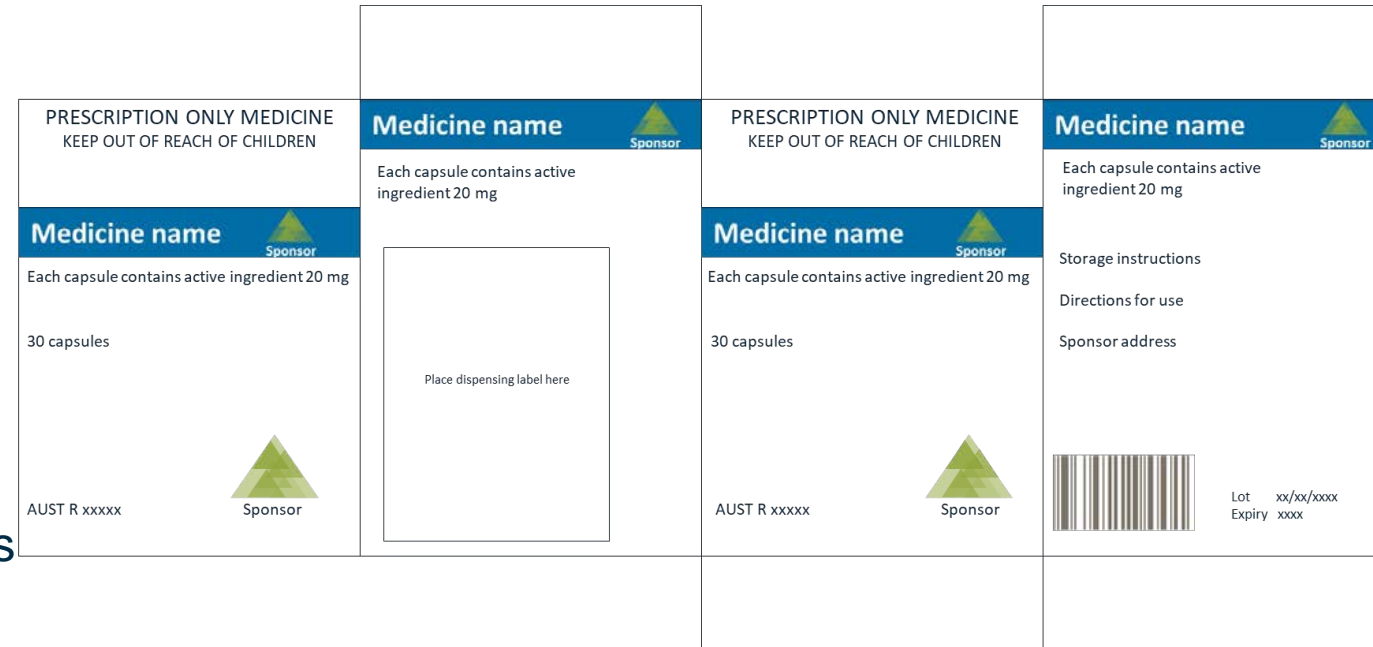 PRESCRIPTION ONLY MEDICINE
KEEP OUT OF REACH OF CHILDREN
Medicine name
Sponsor
Each capsule contains active ingredient 20 mg
30 capsules
AUST R xxxxx
Sponsor
s
Medicine name
Sponsor
Each capsule contains active
ingredient 20 mg
Place dispensing label here
PRESCRIPTION ONLY MEDICINE
KEEP OUT OF REACH OF CHILDREN
Medicine name
Sponsor
Each capsule contains active ingredient 20 mg
30 capsules
AUST R xxxxx
Sponsor
Medicine name
Sponsor
Each capsule contains active
ingredient 20 mg
Storage instructions
Directions for use
Sponsor address
Lot xx/xx/xxxx
Expiry xxxx